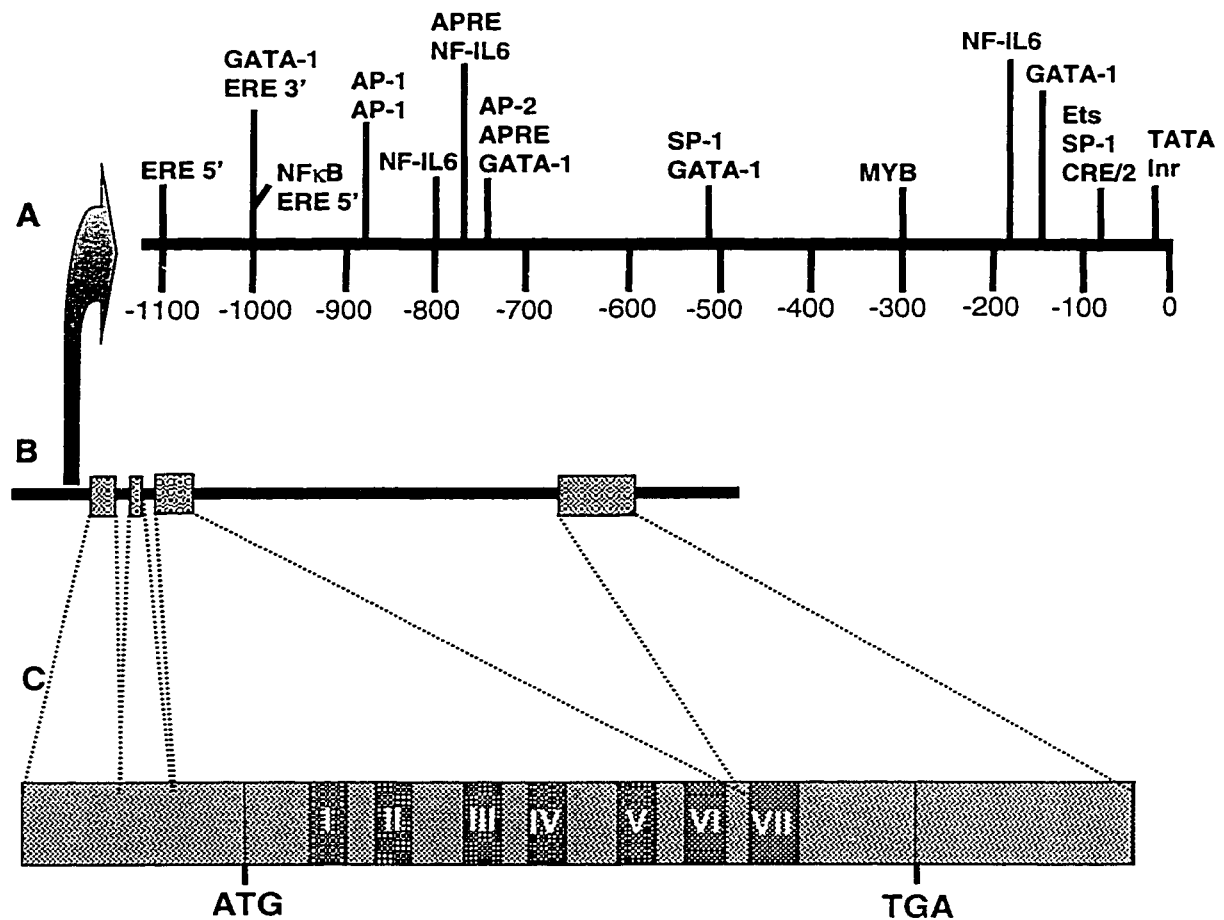 APRE
NF-IL6
GATA-1
ERE 3'
AP-1
AP-1
NF-IL6
GATA-1
AP-2
APRE
GATA-1
Ets
SP-1
CRE/2
TATA
Inr
ERE 5'
NFκB
ERE 5'
NF-IL6
SP-1
GATA-1
MYB
A
-1100 -1000 -900 -800 -700 -600 -500 -400 -300 -200 -100 0
B
C
I II III IV V VI VII
ATG TGA